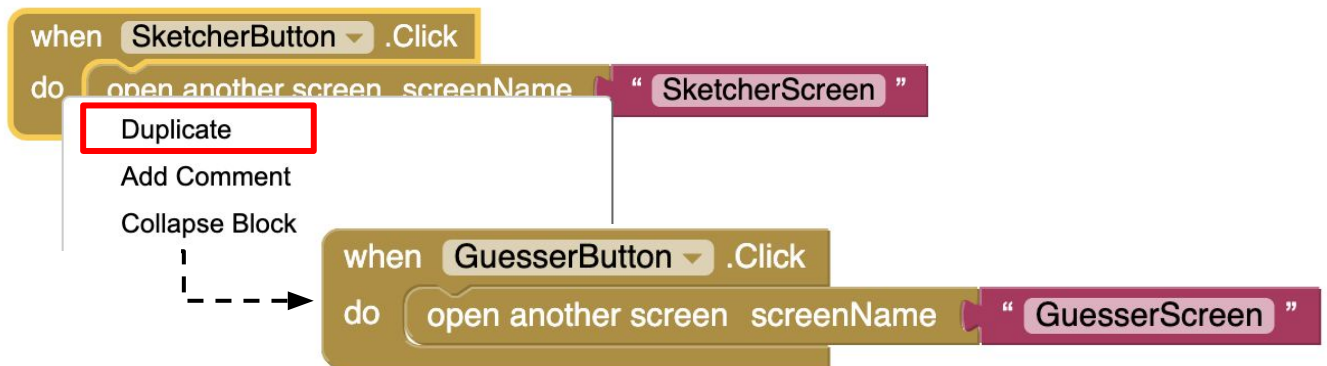 when SketcherButton .Click
do open another screen screenName " SketcherScreen "
Duplicate
Add Comment
Collapse Block
when GuesserButton .Click
do open another screen screenName " GuesserScreen "